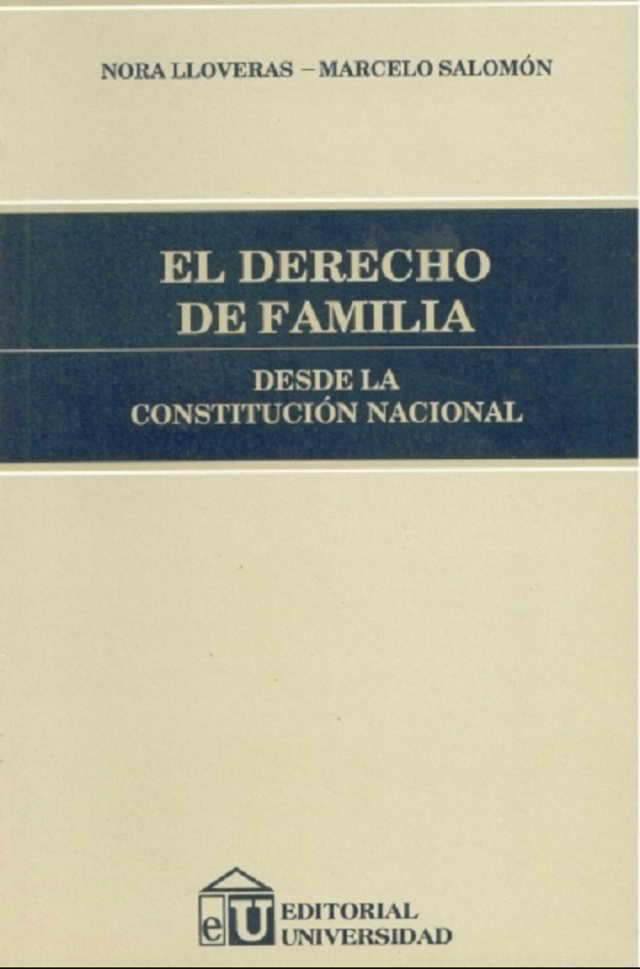 NORA LLOVERAS – MARCELO SALOMÓN
EL DERECHO
DE FAMILIA
DESDE LA
CONSTITUCIÓN NACIONAL
eU EDITORIAL
UNIVERSIDAD